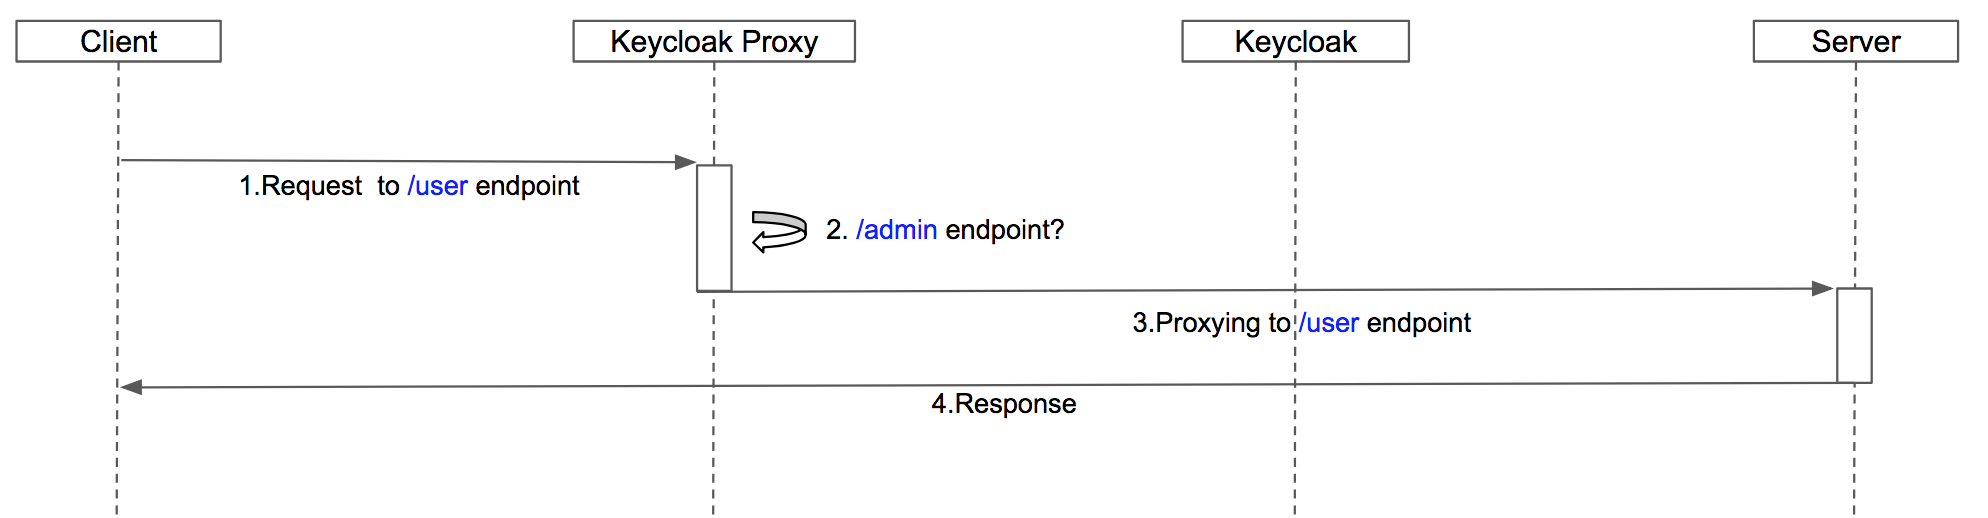 Client
Keycloak Proxy
Keycloak
Server
1.Request  to /user endpoint
2. /admin endpoint?
3.Proxying to /user endpoint
4.Response